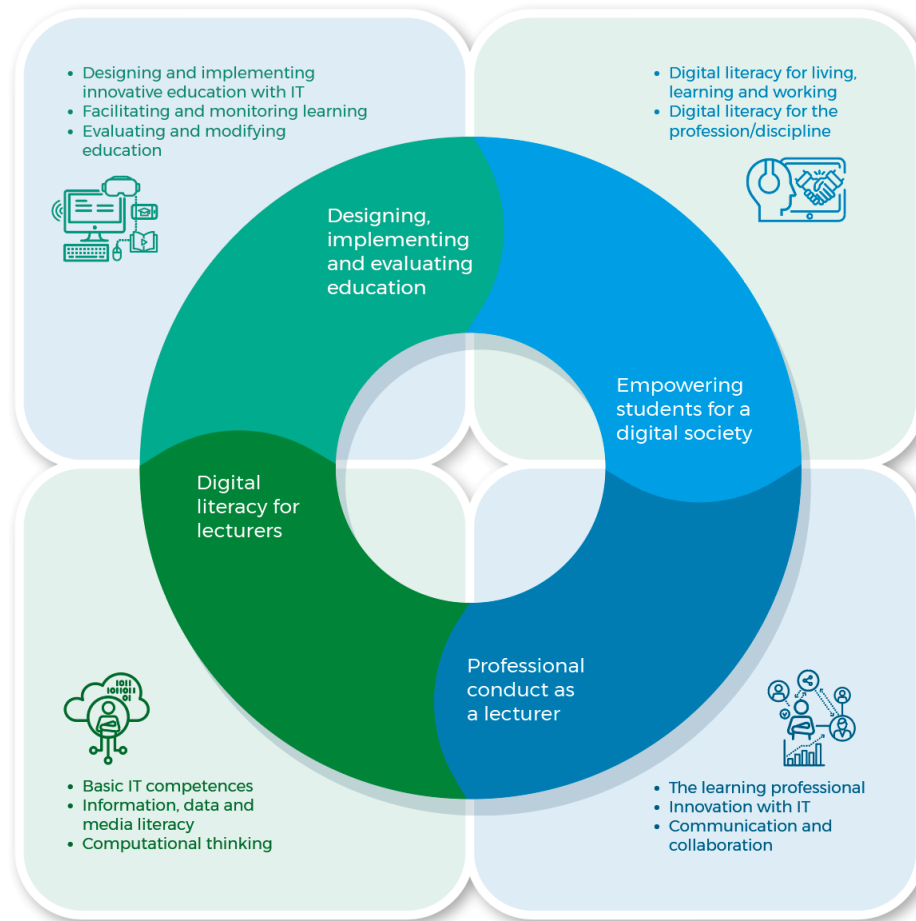 • Designing and implementing
innovative education with IT
• Facilitating and monitoring learning
• Evaluating and modifying
education
• Digital literacy for living,
learning and working
• Digital literacy for the
profession/discipline
Designing,
implementing
and evaluating
education
Empowering
students for a
digital society
Digital
literacy for
lecturers
Professional
conduct as
a lecturer
1011
1011011
01
• Basic IT competences
• Information, data and
media literacy
• Computational thinking
• The learning professional
• Innovation with IT
• Communication and
collaboration